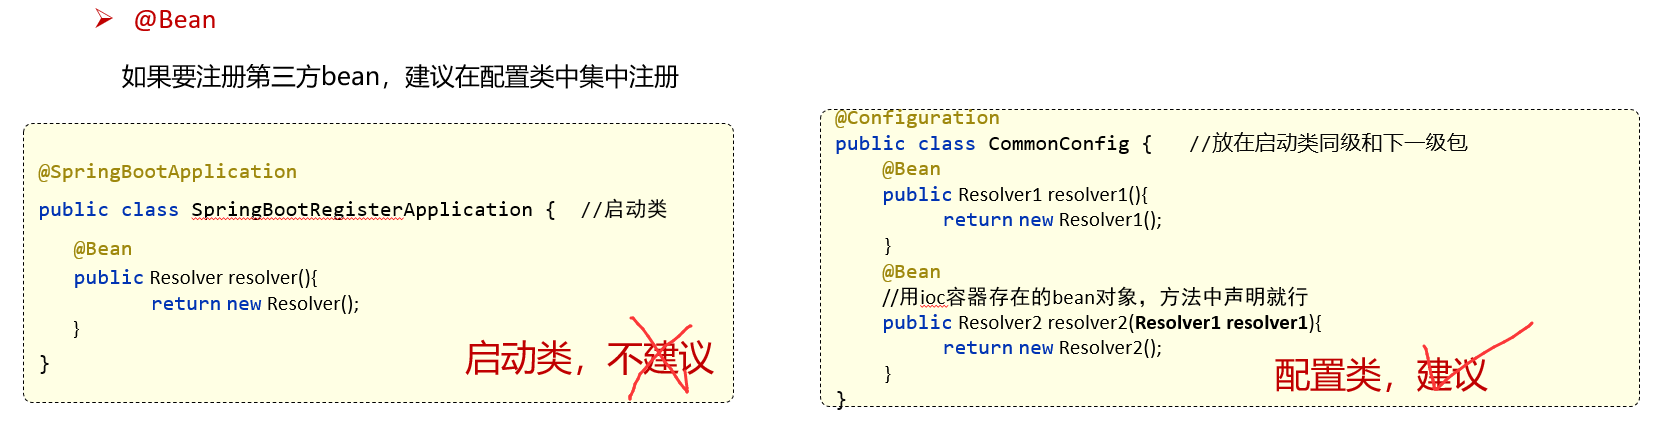 @Bean
如果要注册第三方bean，建议在配置类中集中注册
@SpringBootApplication
public class SpringBootRegisterApplication { //启动类
@Bean
public Resolver resolver(){
return new Resolver();
}
}
启动类，不建议
@Configuration
public class CommonConfig { //放在启动类同级和下一级包
@Bean
public Resolver1 resolver1(){
return new Resolver1();
}
@Bean
//用ioc容器存在的bean对象，方法中声明就行
public Resolver2 resolver2(Resolver1 resolver1){
return new Resolver2();
}
配置类，建议
}